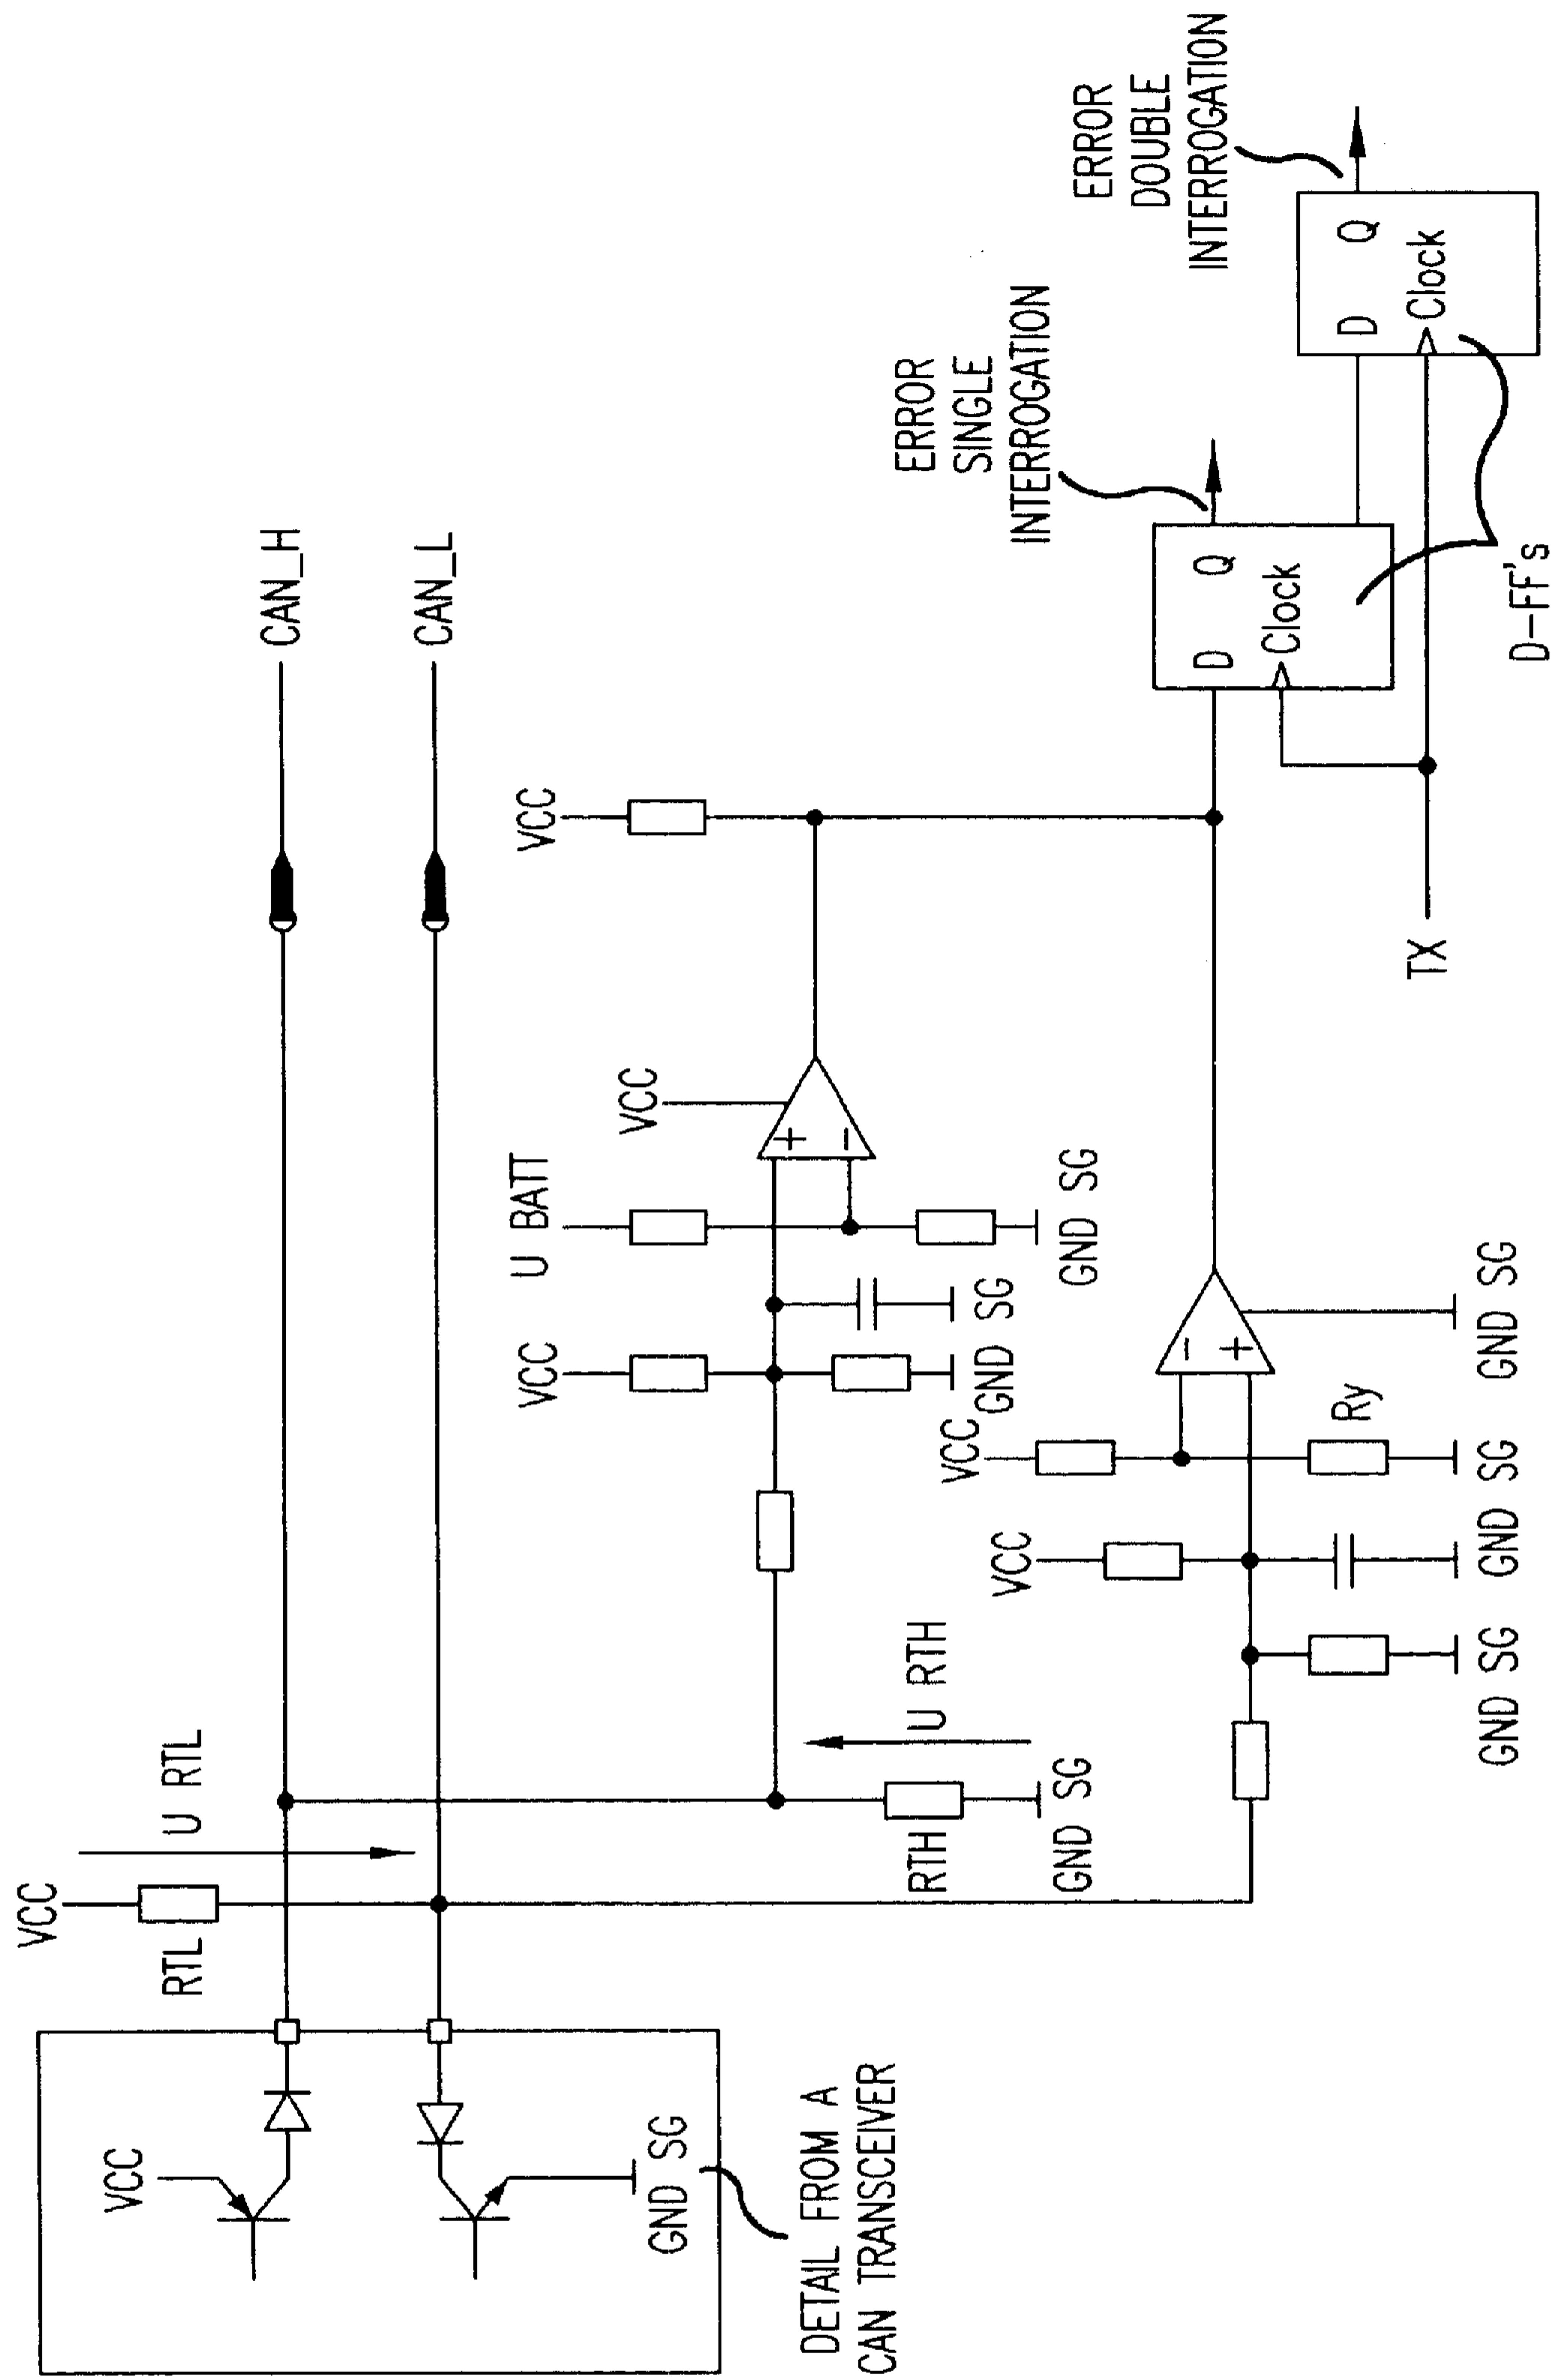 VCC
RTL
U RTL
CAN_H
CAN_L
VCC
GND SG
DETAIL FROM A
CAN TRANSCEIVER
RTH
U RTH
GND SG
VCC
GND SG
GND SG
U BATT
GND SG
VCC
+
−
VCC
VCC
GND SG
VCC
GND SG
Ry
GND SG
−
+
GND SG
TX
D Q
Clock
ERROR
SINGLE
INTERROGATION
D Q
Clock
ERROR
DOUBLE
INTERROGATION
D-FF's